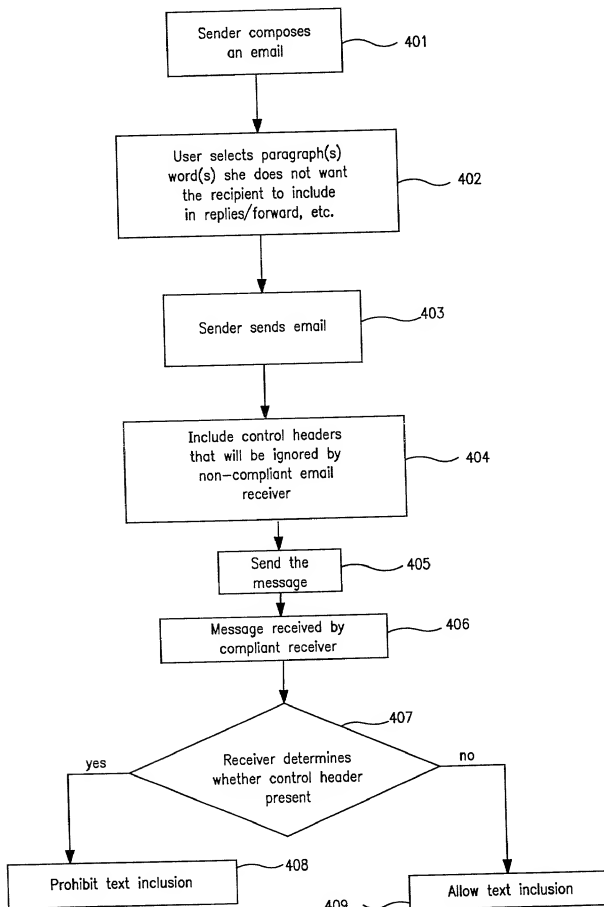 Sender composes
an email
401
User selects paragraph(s)
word(s) she does not want
the recipient to include
in replies/forward, etc.
402
Sender sends email
403
Include control headers
that will be ignored by
non-compliant email
receiver
404
Send the
message
405
Message received by
compliant receiver
406
407
Receiver determines
whether control header
present
yes
no
Prohibit text inclusion
408
Allow text inclusion
409